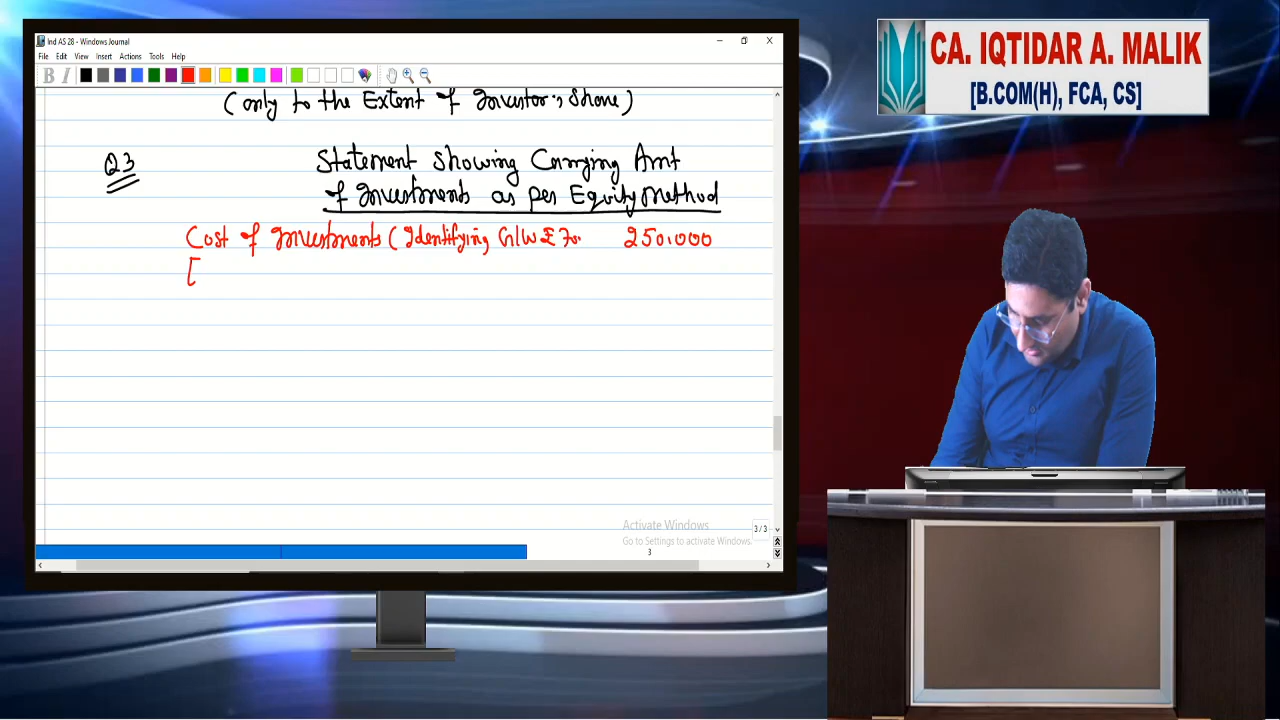 Ind AS 28 - Windows Journal
File Edit View Insert Actions Tools Help
B I
(only to the Extent of Investor's Share)
Q3
Statement showing Carrying Amt
of Investments as per Equity Method
Cost of Investments (Identifying G/W ₹ 250,000
[
Activate Windows
Go to Settings to activate Windows.
3 / 3
3
CA. IQTIDAR A. MALIK
[B.COM(H), FCA, CS]